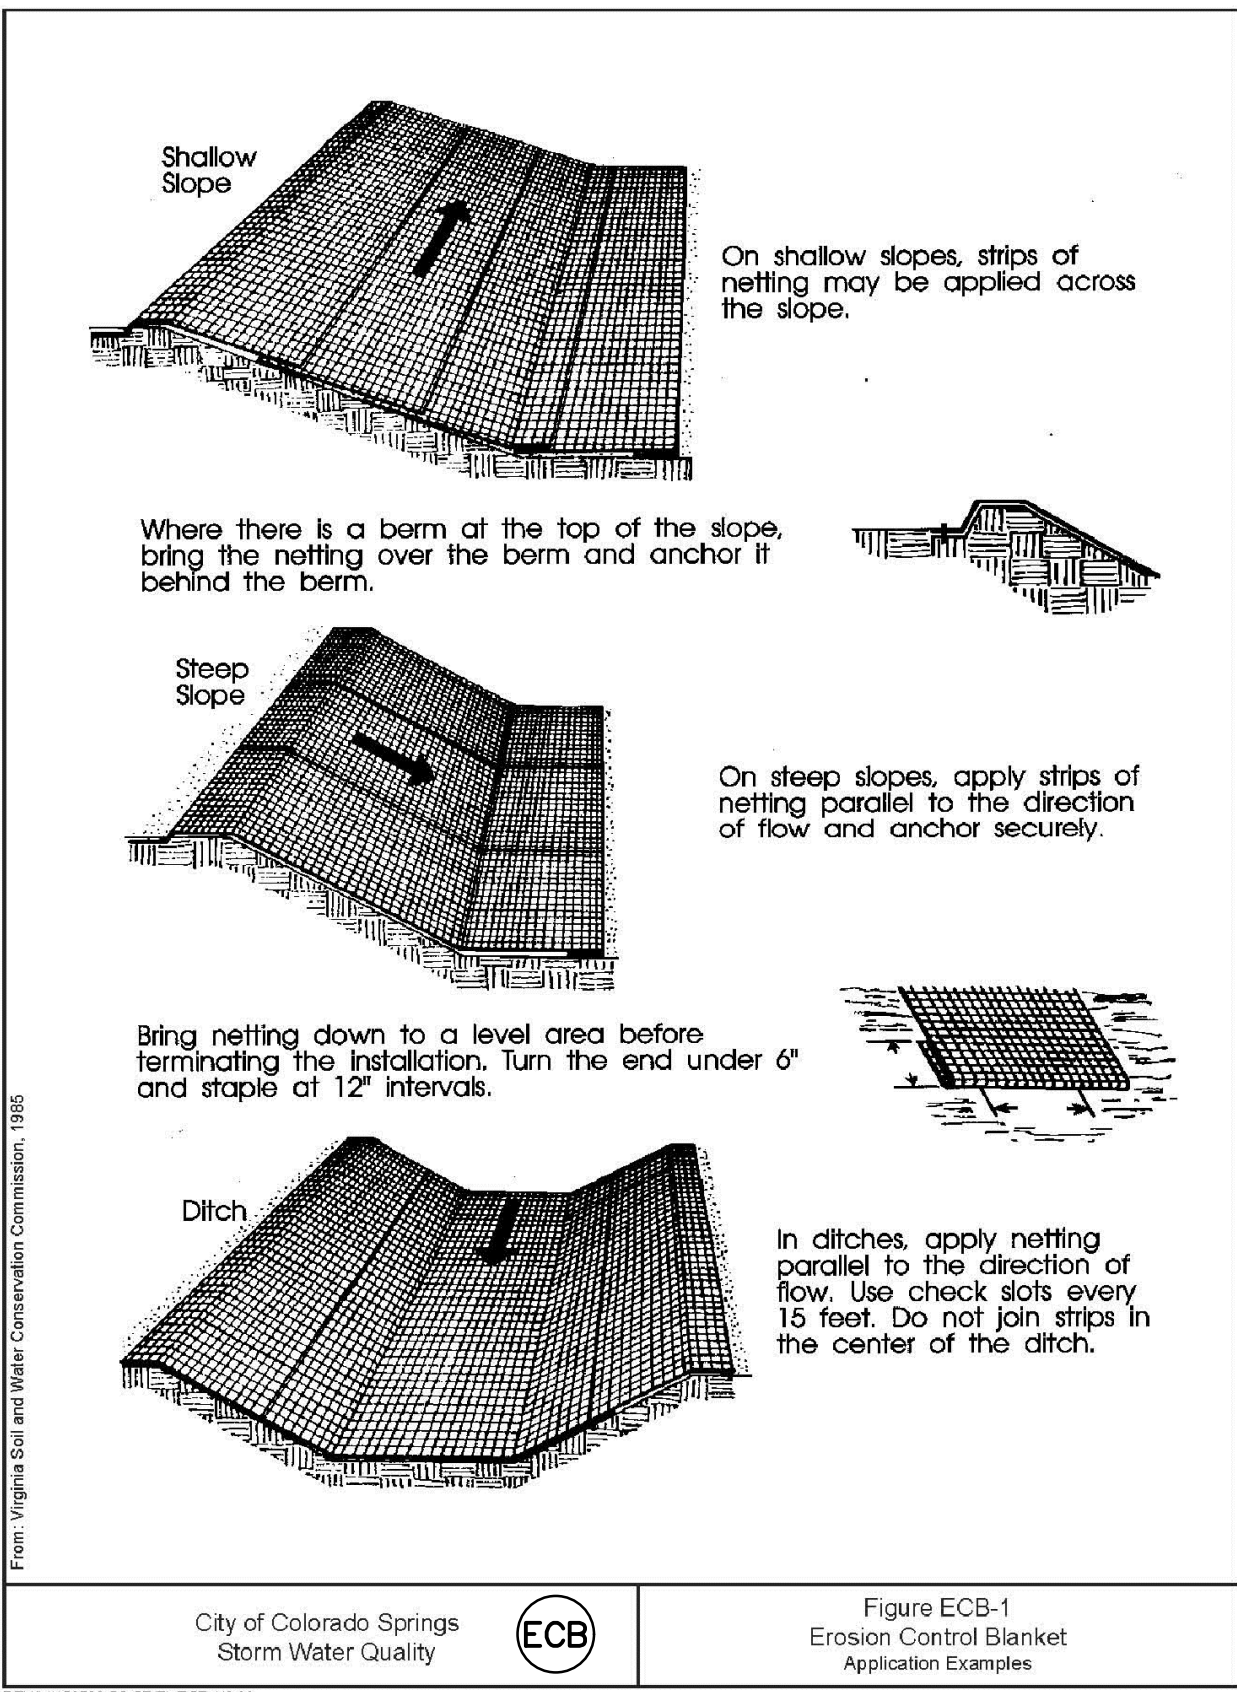 Shallow
Slope
On shallow slopes, strips of
netting may be applied across
the slope.
Where there is a berm at the top of the slope,
bring the netting over the berm and anchor it
behind the berm.
Steep
Slope
On steep slopes, apply strips of
netting parallel to the direction
of flow and anchor securely.
Bring netting down to a level area before
terminating the installation. Turn the end under 6"
and staple at 12" intervals.
Ditch
In ditches, apply netting
parallel to the direction of
flow. Use check slots every
15 feet. Do not join strips in
the center of the ditch.
From: Virginia Soil and Water Conservation Commission, 1985
City of Colorado Springs
Storm Water Quality
ECB
Figure ECB-1
Erosion Control Blanket
Application Examples